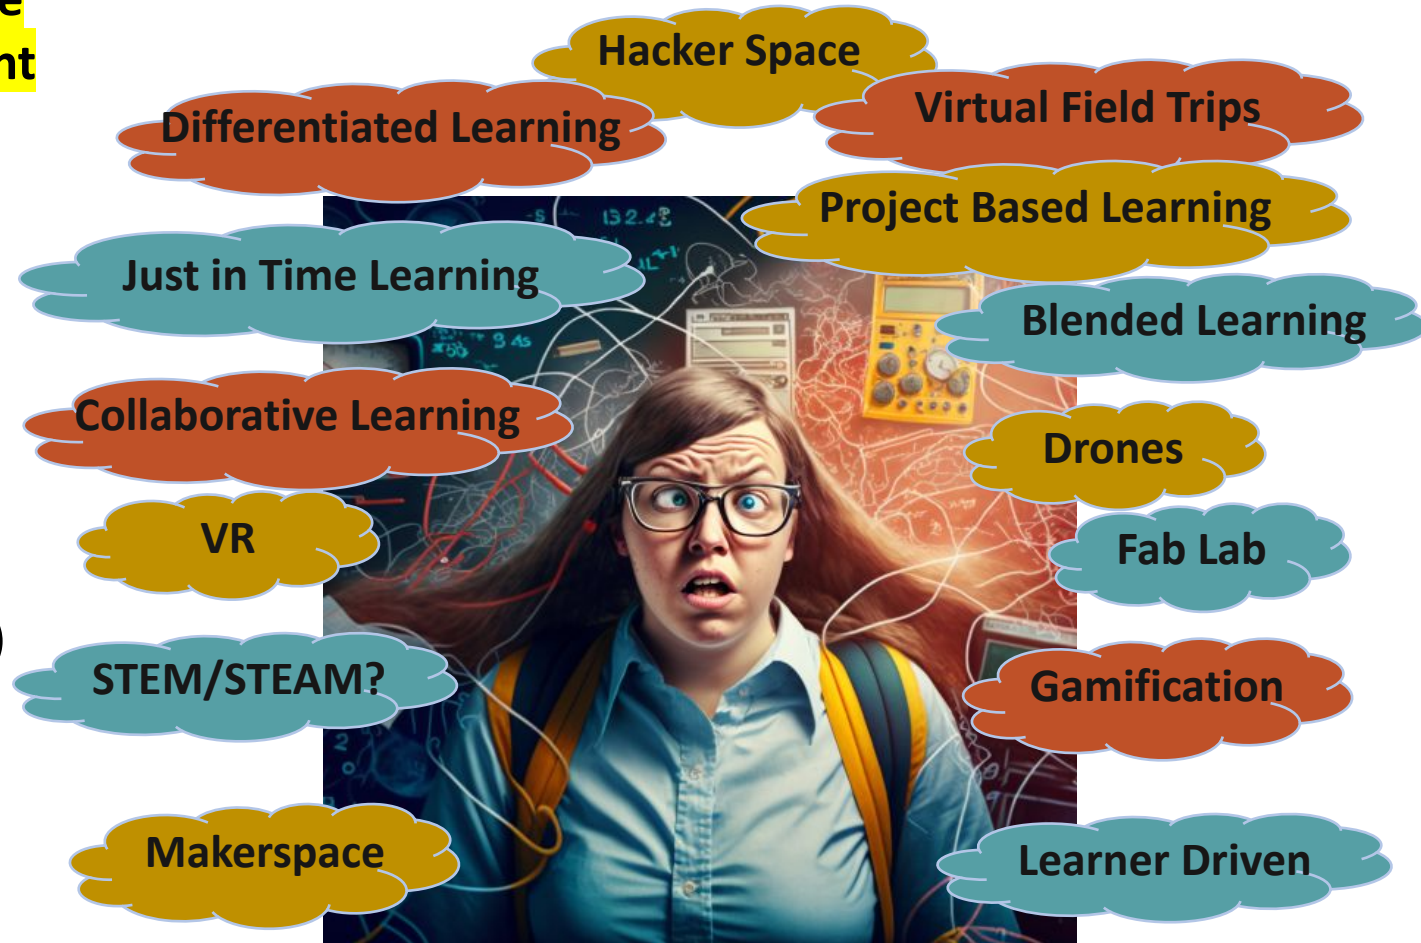 e
nt
Hacker Space
Differentiated Learning
Virtual Field Trips
Project Based Learning
Just in Time Learning
Blended Learning
Collaborative Learning
Drones
VR
Fab Lab
)
STEM/STEAM?
Gamification
Makerspace
Learner Driven